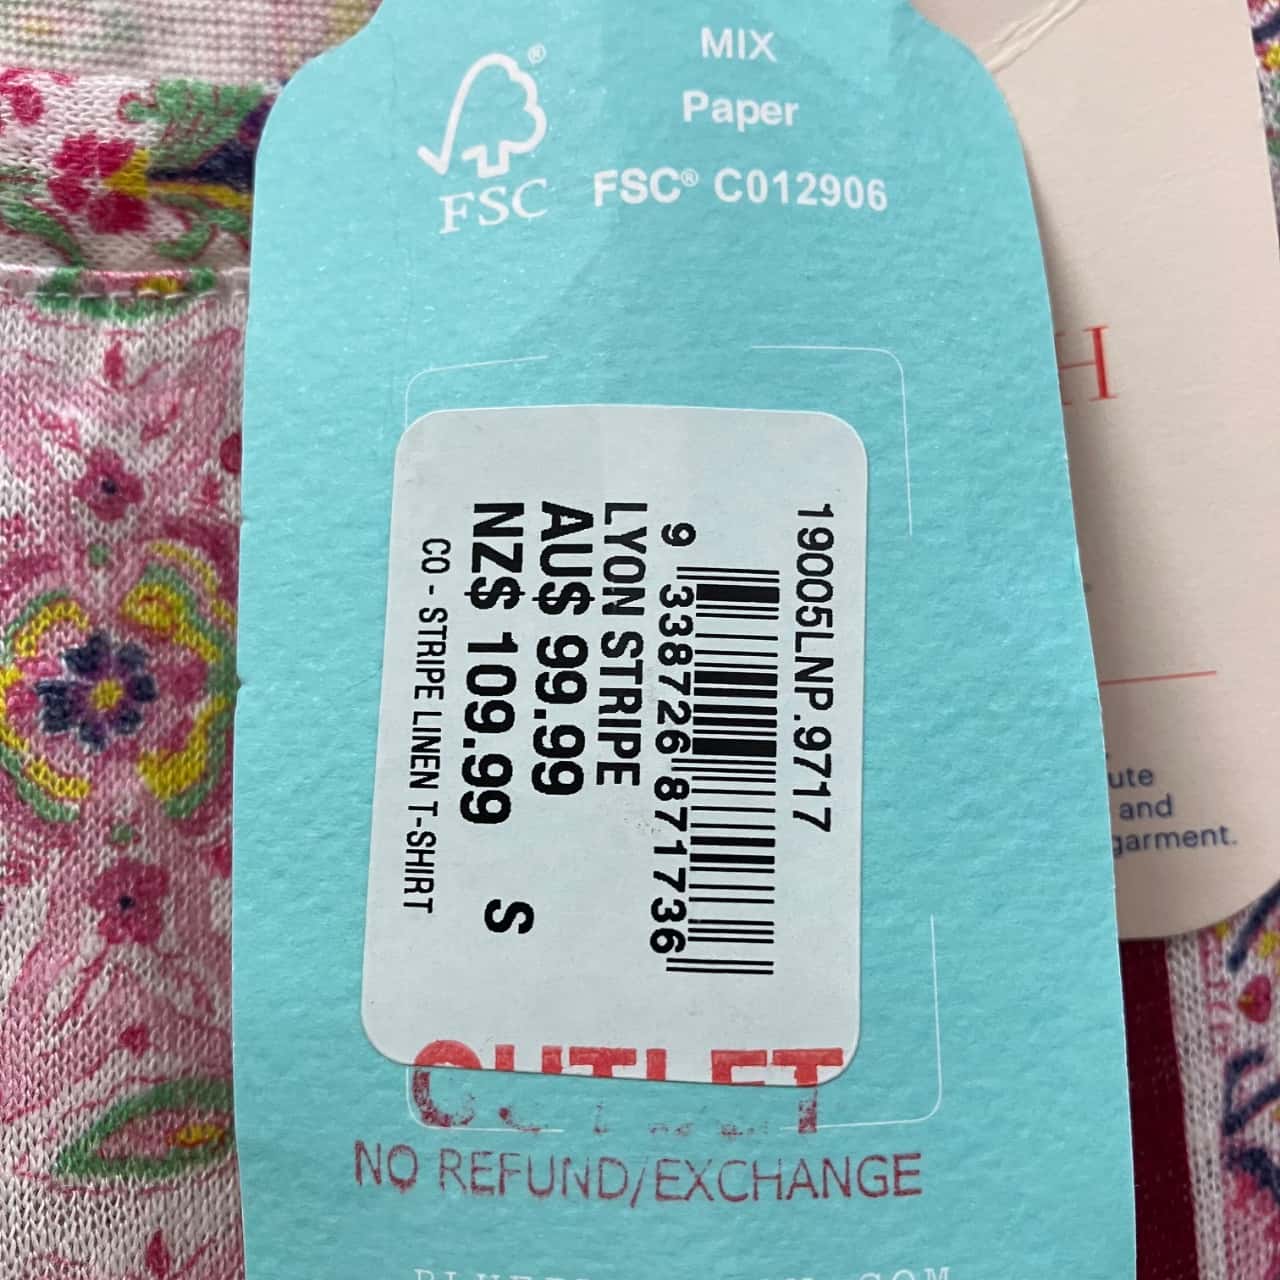 MIX
Paper
FSC® C012906
®
FSC
19005LNP.9717
9 338726 871736
LYON STRIPE
AU$ 99.99
NZ$ 109.99 S
CO - STRIPE LINEN T-SHIRT
OUTLET
NO REFUND/EXCHANGE
H
ute
and
garment.